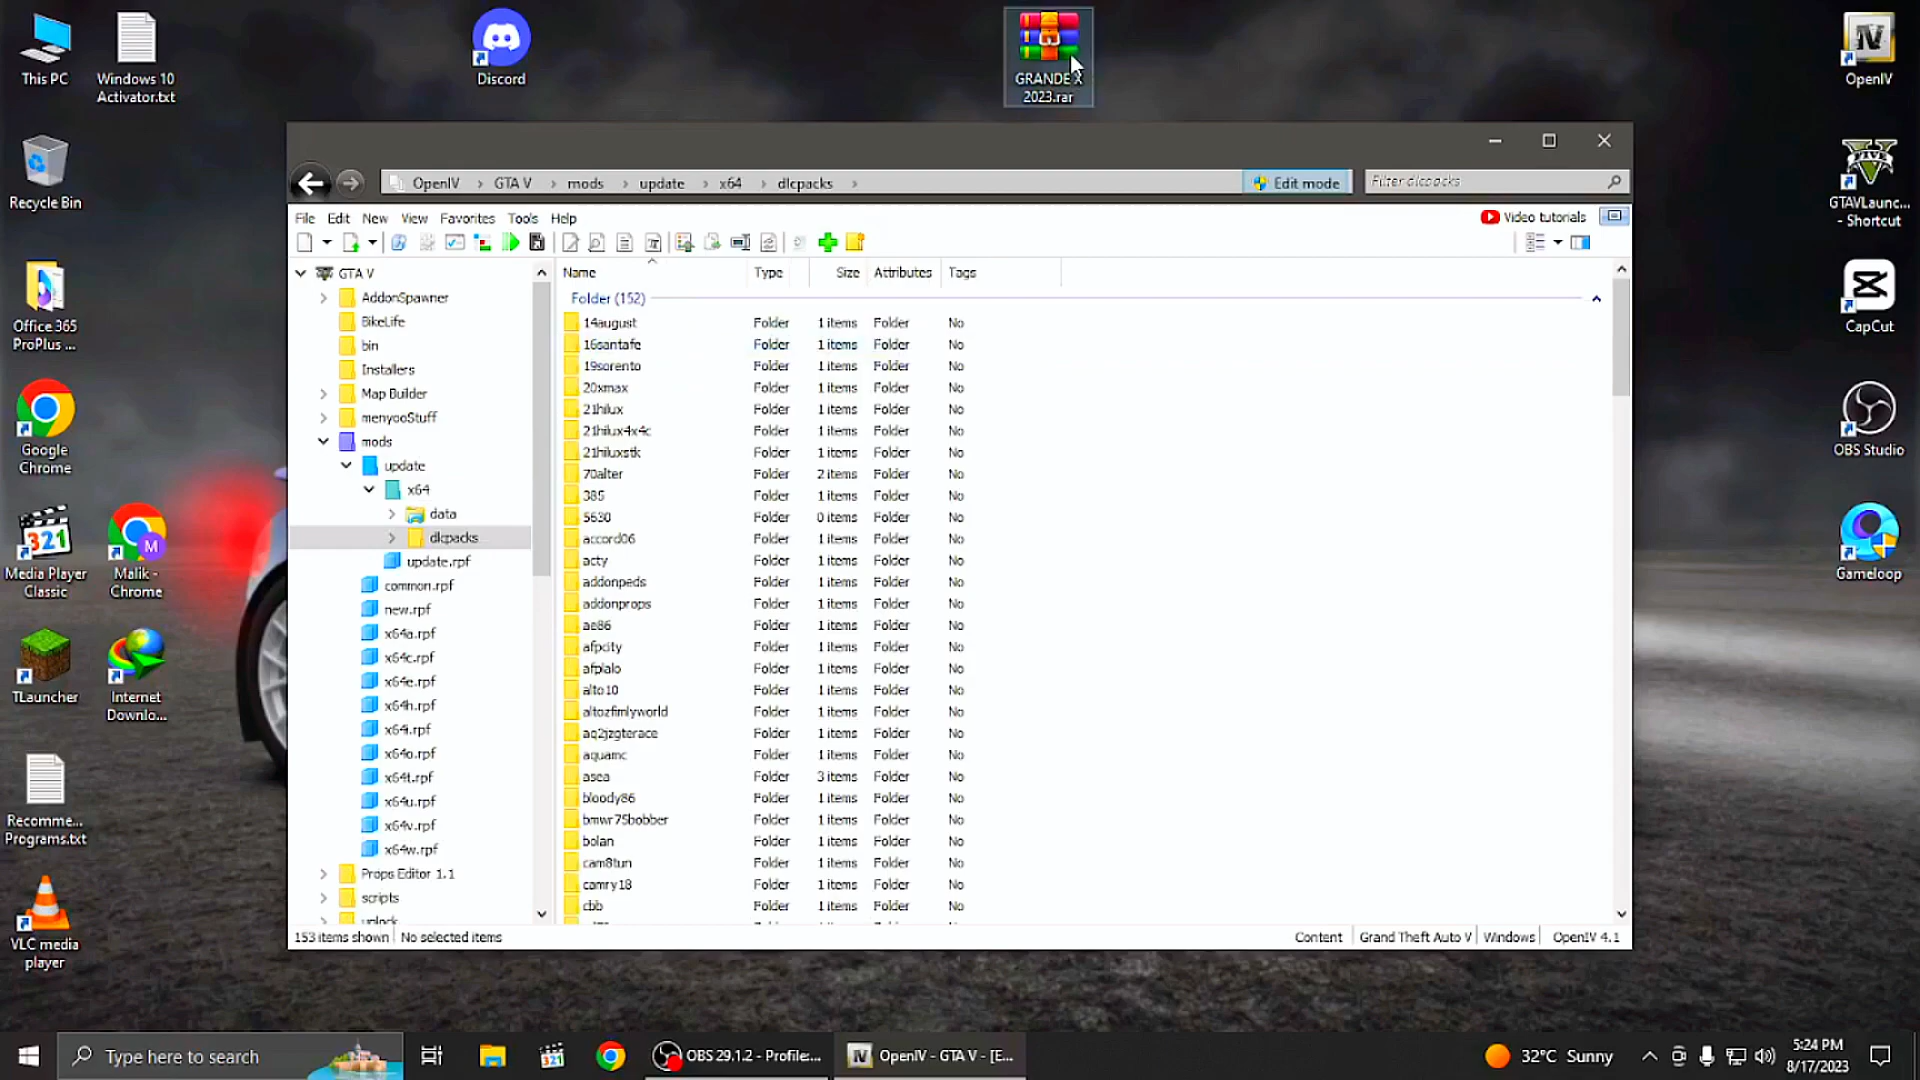 This PC
Windows 10
Activator.txt
Discord
GRANDE X
2023.rar
OpenIV
Recycle Bin
GTAVLaunc...
- Shortcut
Office 365
ProPlus ...
CapCut
Google
Chrome
OBS Studio
Media Player
Classic
Malik -
Chrome
Gameloop
TLauncher
Internet
Downlo...
Recomme...
Programs.txt
VLC media
player
OpenIV > GTA V > mods > update > x64 > dlcpacks >
Edit mode
Filter dlcpacks
File Edit New View Favorites Tools Help
Video tutorials
GTA V
AddonSpawner
BikeLife
bin
Installers
Map Builder
menyooStuff
mods
update
x64
data
dlcpacks
update.rpf
common.rpf
new.rpf
x64a.rpf
x64c.rpf
x64e.rpf
x64h.rpf
x64i.rpf
x64o.rpf
x64t.rpf
x64u.rpf
x64v.rpf
x64w.rpf
Props Editor 1.1
scripts
Name Type Size Attributes Tags
Folder (152)
14august Folder 1 items Folder No
16santafe Folder 1 items Folder No
19sorento Folder 1 items Folder No
20xmax Folder 1 items Folder No
21hilux Folder 1 items Folder No
21hilux4x4c Folder 1 items Folder No
21hiluxstk Folder 1 items Folder No
70alter Folder 2 items Folder No
385 Folder 1 items Folder No
5630 Folder 0 items Folder No
accord06 Folder 1 items Folder No
acty Folder 1 items Folder No
addonpeds Folder 1 items Folder No
addonprops Folder 1 items Folder No
ae86 Folder 1 items Folder No
afpcity Folder 1 items Folder No
afplalo Folder 1 items Folder No
alto10 Folder 1 items Folder No
altozfimlyworld Folder 1 items Folder No
aq2jzgterace Folder 1 items Folder No
aquamc Folder 1 items Folder No
asea Folder 3 items Folder No
bloody86 Folder 1 items Folder No
bmwr75bobber Folder 1 items Folder No
bolan Folder 1 items Folder No
cam8tun Folder 1 items Folder No
camry18 Folder 1 items Folder No
cbb Folder 1 items Folder No
153 items shown No selected items
Content Grand Theft Auto V Windows OpenIV 4.1
Type here to search
OBS 29.1.2 - Profile:...
OpenIV - GTA V - [E...
32°C Sunny
5:24 PM
8/17/2023